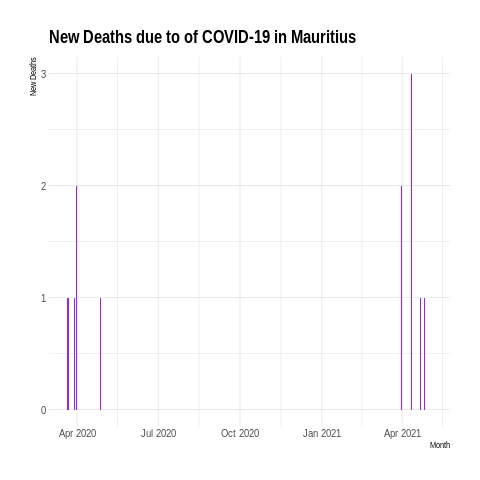 New Deaths due to of COVID-19 in Mauritius
New Deaths
3
2
1
0
Apr 2020 Jul 2020 Oct 2020 Jan 2021 Apr 2021
Month